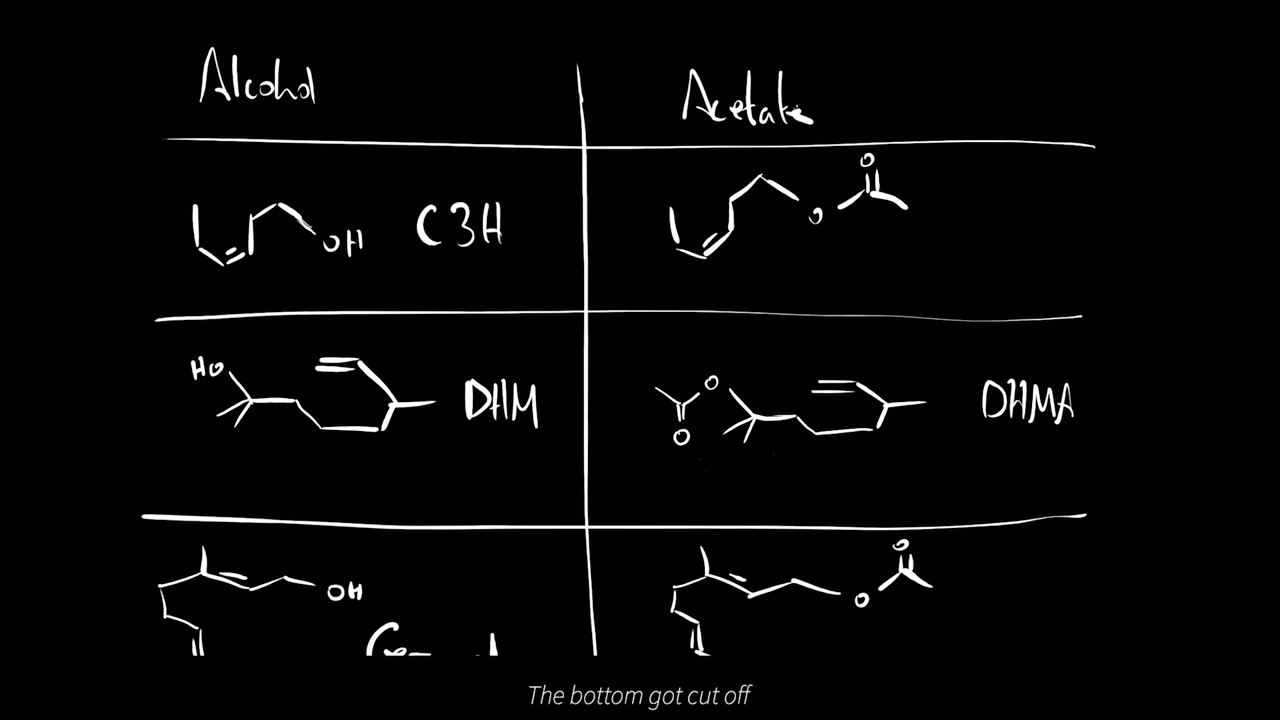 Alcohol
Acetate
OH
C3H
O
O
HO
DHM
O
O
DHMA
OH
O
O
The bottom got cut off